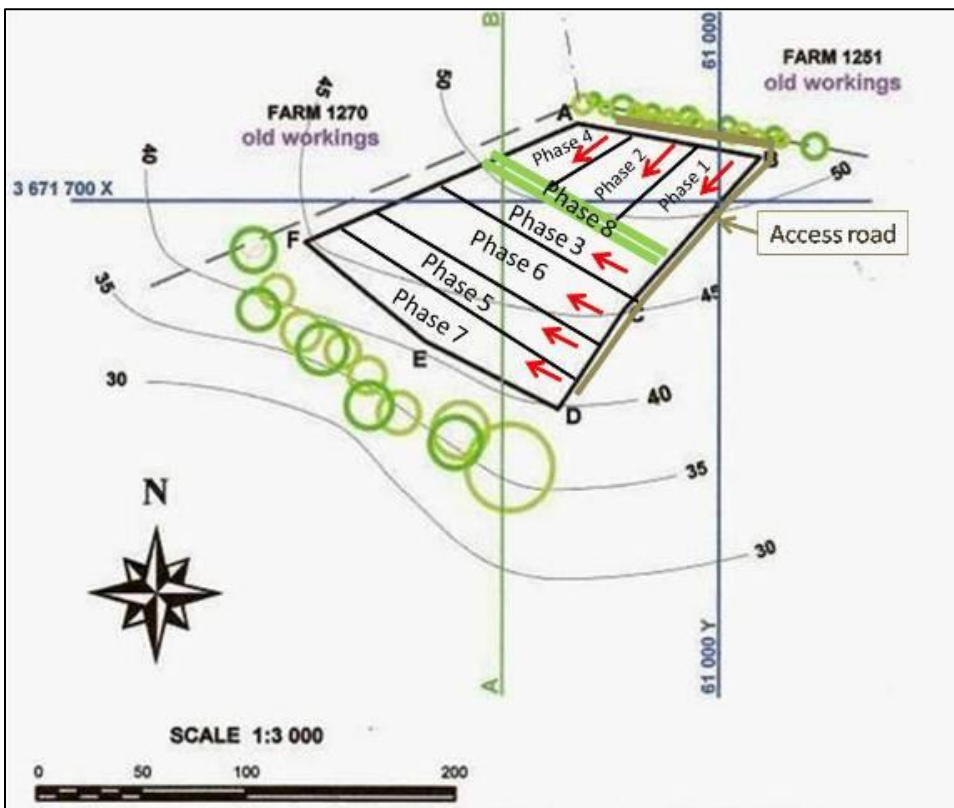 B
61 000
FARM 1251
old workings
45
50
FARM 1270
old workings
A
Phase 4
Phase 2
Phase 1
B
50
40
3 671 700 X
Phase 8
Access road
Phase 3
F
Phase 6
35
45
C
Phase 5
Phase 7
E
30
40
D
35
N
30
A
61 000 Y
SCALE 1:3 000
0
50
100
200